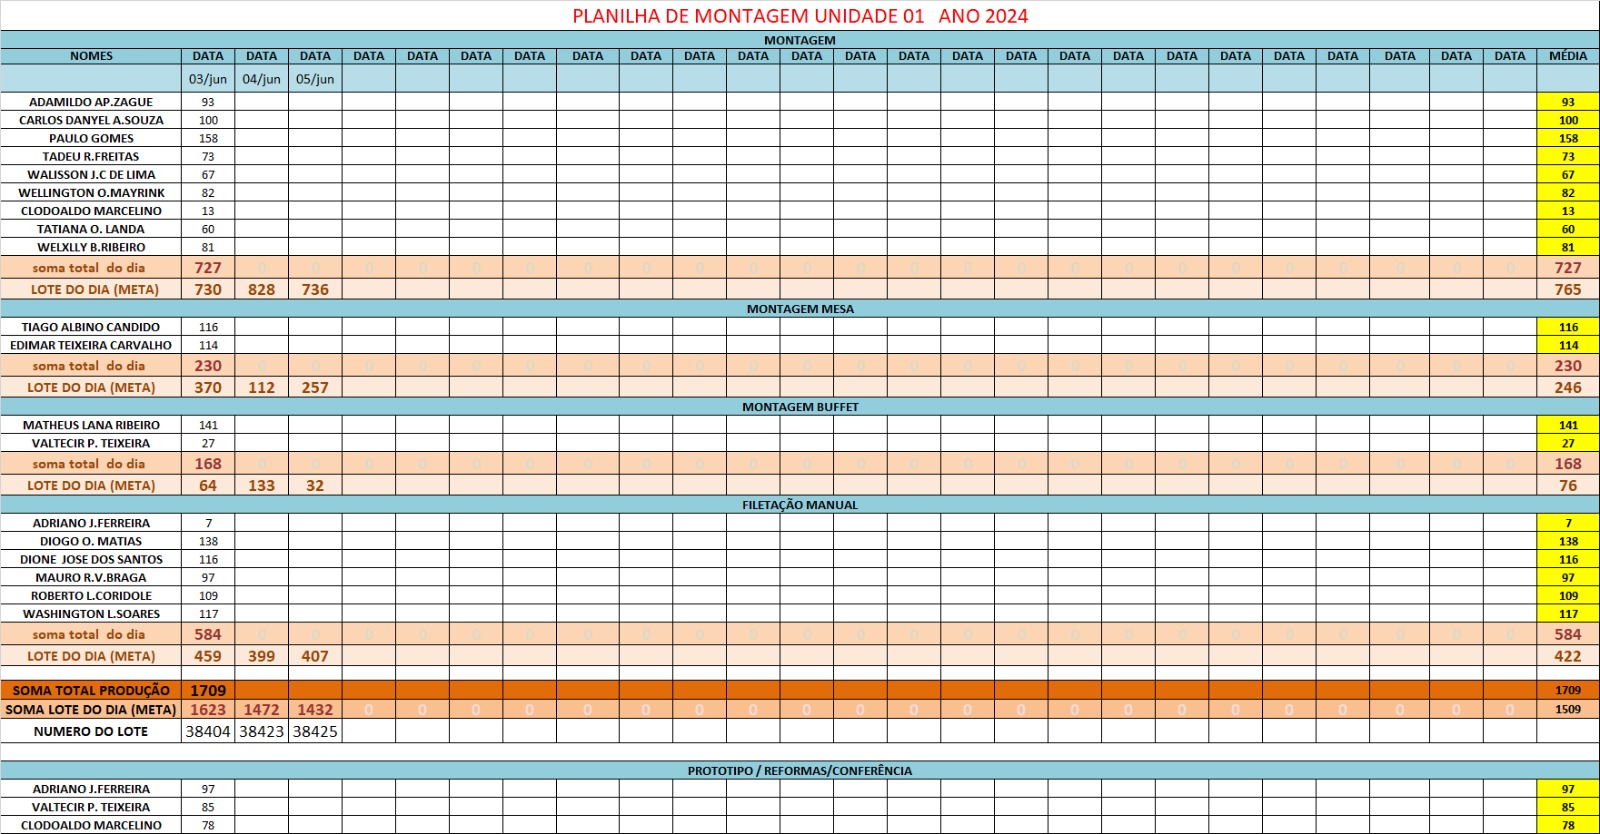 PLANILHA DE MONTAGEM UNIDADE 01 ANO 2024
MONTAGEM
NOMES DATA DATA DATA DATA DATA DATA DATA DATA DATA DATA DATA DATA DATA DATA DATA DATA DATA DATA DATA DATA DATA DATA DATA DATA DATA MÉDIA
03/jun 04/jun 05/jun
ADAMILDO AP.ZAGUE 93 93
CARLOS DANYEL A.SOUZA 100 100
PAULO GOMES 158 158
TADEU R.FREITAS 73 73
WALISSON J.C DE LIMA 67 67
WELLINGTON O.MAYRINK 82 82
CLODOALDO MARCELINO 13 13
TATIANA O. LANDA 60 60
WELXLLY B.RIBEIRO 81 81
soma total do dia 727 0 0 0 0 0 0 0 0 0 0 0 0 0 0 0 0 0 0 0 0 0 0 0 0 727
LOTE DO DIA (META) 730 828 736 765
MONTAGEM MESA
TIAGO ALBINO CANDIDO 116 116
EDIMAR TEIXEIRA CARVALHO 114 114
soma total do dia 230 0 0 0 0 0 0 0 0 0 0 0 0 0 0 0 0 0 0 0 0 0 0 0 0 230
LOTE DO DIA (META) 370 112 257 246
MONTAGEM BUFFET
MATHEUS LANA RIBEIRO 141 141
VALTECIR P. TEIXEIRA 27 27
soma total do dia 168 0 0 0 0 0 0 0 0 0 0 0 0 0 0 0 0 0 0 0 0 0 0 0 0 168
LOTE DO DIA (META) 64 133 32 76
FILETAÇÃO MANUAL
ADRIANO J.FERREIRA 7 7
DIOGO O. MATIAS 138 138
DIONE JOSE DOS SANTOS 116 116
MAURO R.V.BRAGA 97 97
ROBERTO L.CORIDOLE 109 109
WASHINGTON L.SOARES 117 117
soma total do dia 584 0 0 0 0 0 0 0 0 0 0 0 0 0 0 0 0 0 0 0 0 0 0 0 0 584
LOTE DO DIA (META) 459 399 407 422
SOMA TOTAL PRODUÇÃO 1709 1709
SOMA LOTE DO DIA (META) 1623 1472 1432 0 0 0 0 0 0 0 0 0 0 0 0 0 0 0 0 0 0 0 0 0 0 1509
NUMERO DO LOTE 38404 38423 38425
PROTOTIPO / REFORMAS/CONFERÊNCIA
ADRIANO J.FERREIRA 97 97
VALTECIR P. TEIXEIRA 85 85
CLODOALDO MARCELINO 78 78